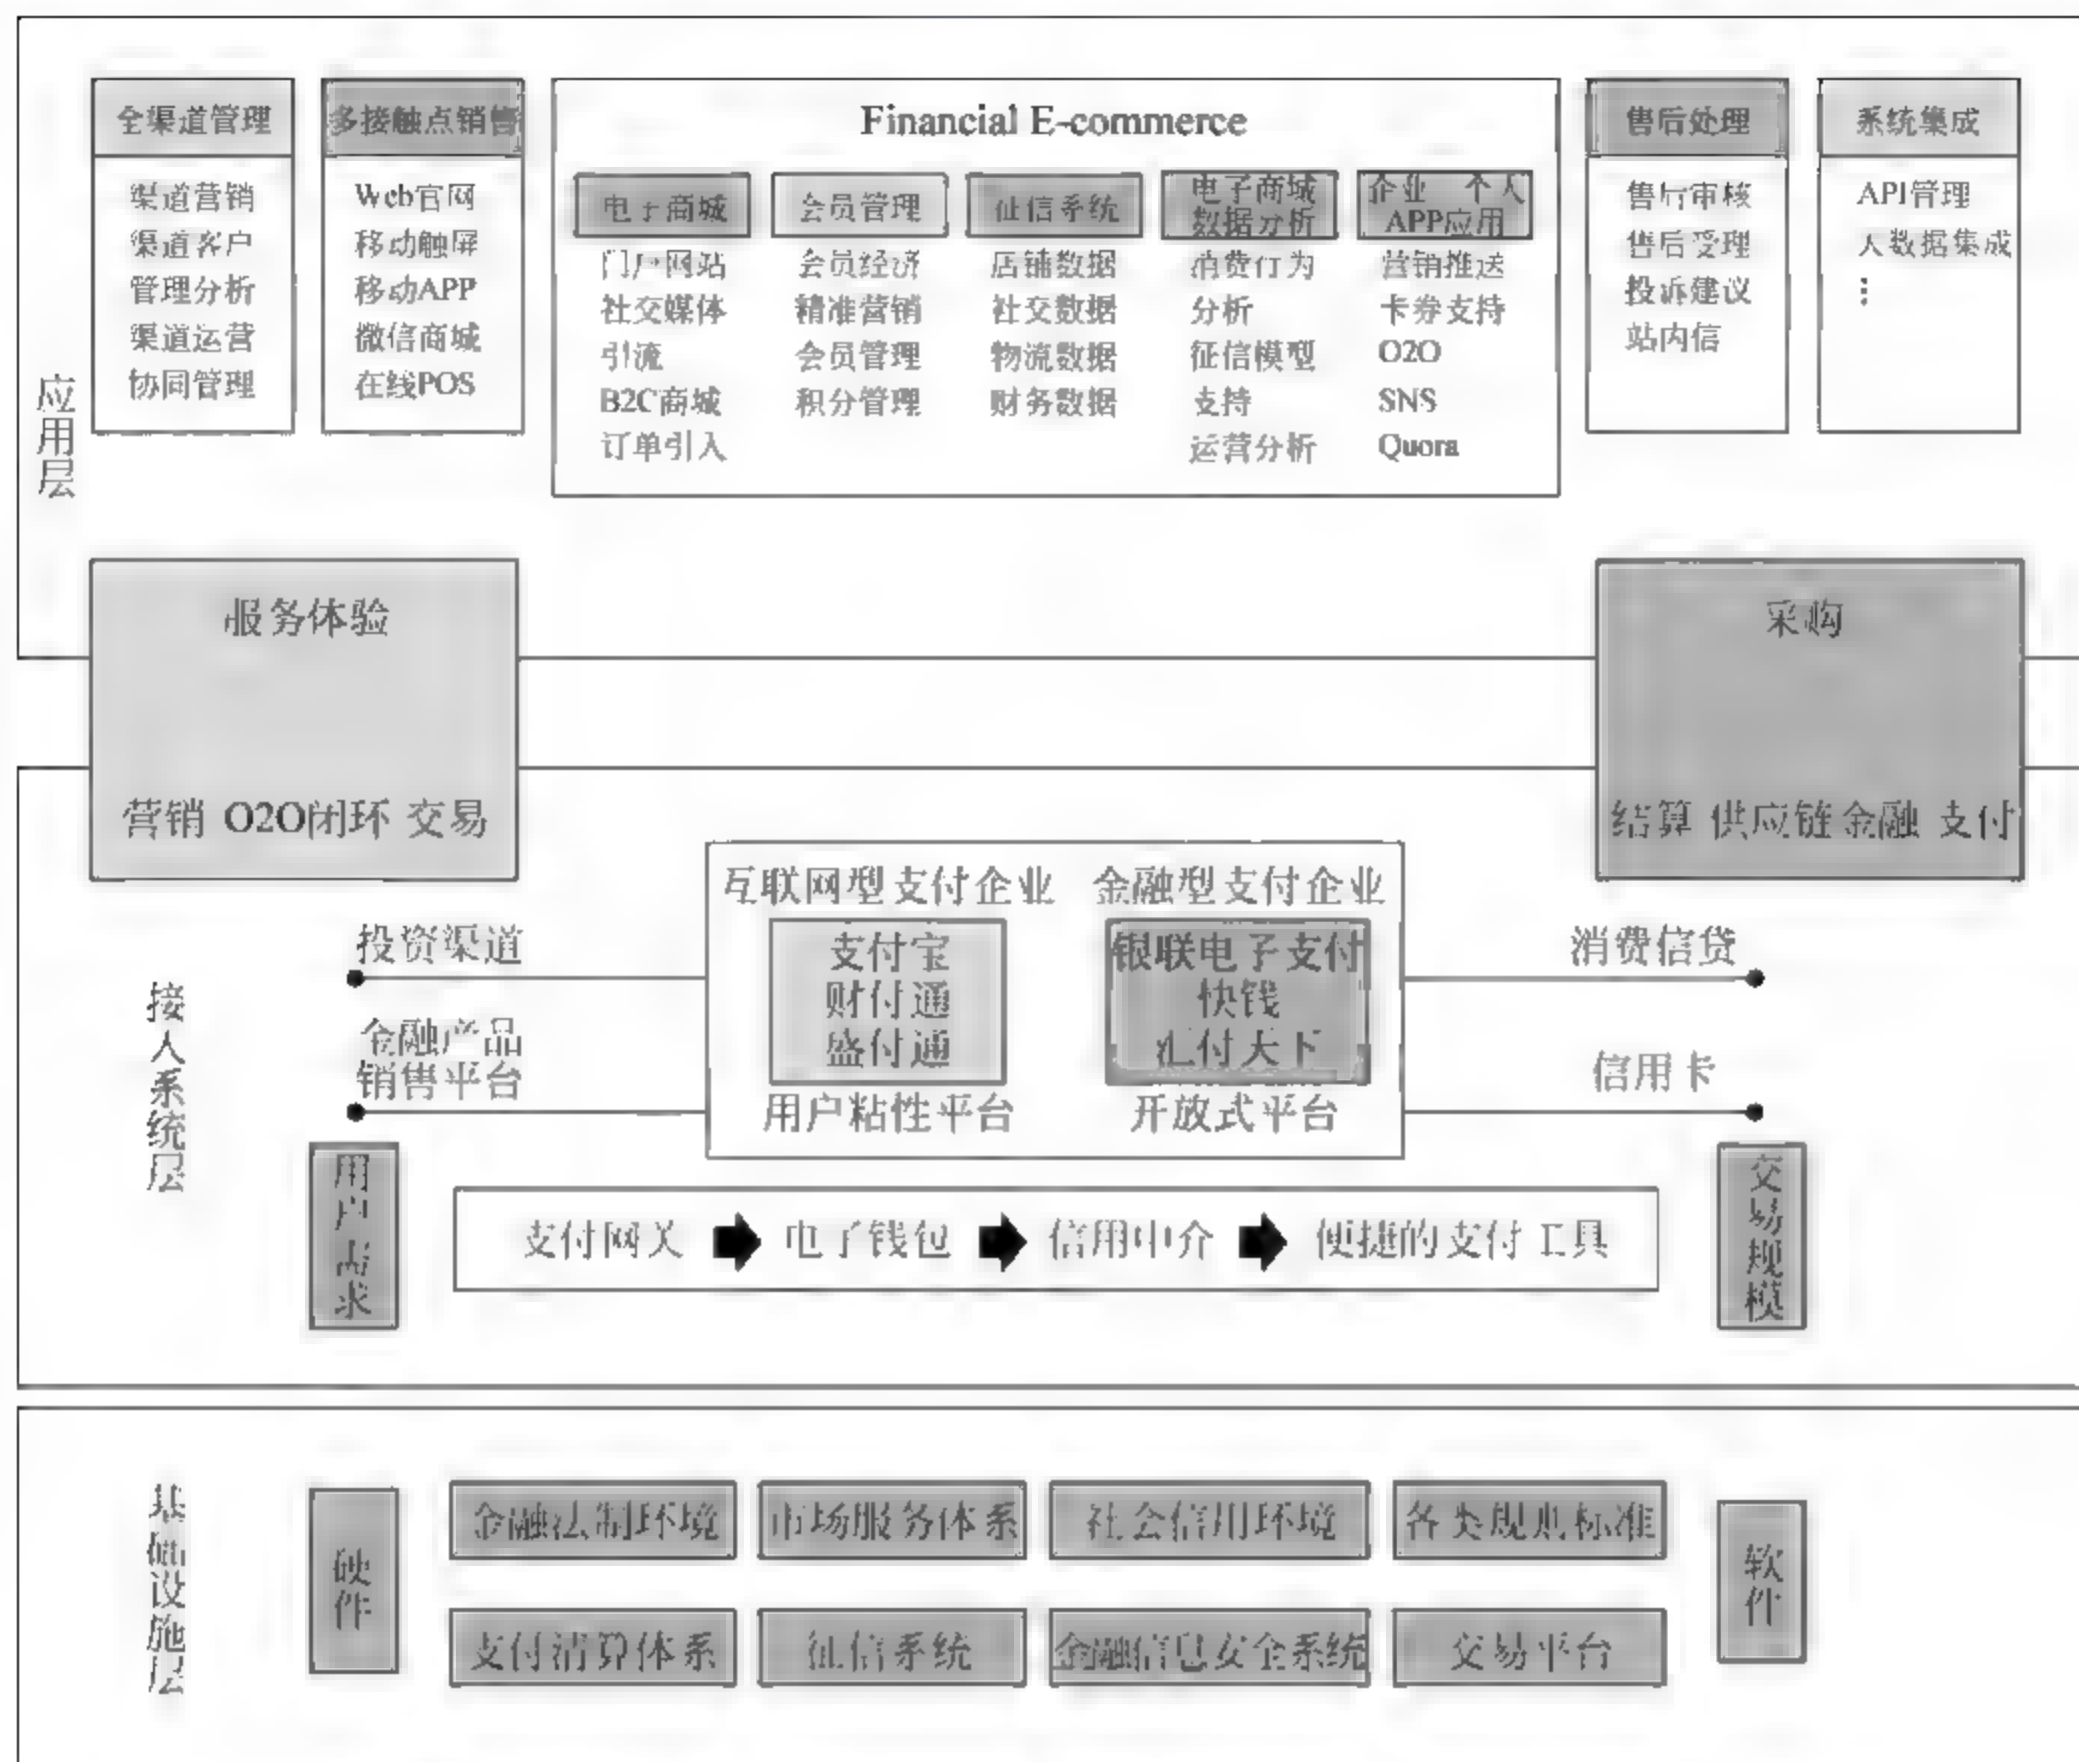 应用层
全渠道管理
渠道营销
渠道客户
管理分析
渠道运营
协同管理
多接触点销售
Web官网
移动触屏
移动APP
微信商城
在线POS
Financial E-commerce
电子商城
门户网站
社交媒体
引流
B2C商城
订单引入
会员管理
会员经济
精准营销
会员管理
积分管理
征信系统
店铺数据
社交数据
物流数据
财务数据
电子商城
数据分析
消费行为
分析
征信模型
支持
运营分析
企业 个人
APP应用
营销推送
卡券支持
O2O
SNS
Quora
售后处理
售后审核
售后受理
投诉建议
站内信
系统集成
API管理
大数据集成
⋮
服务体验
营销 O2O闭环 交易
采购
结算 供应链金融 支付
接入系统层
投资渠道
金融产品
销售平台
用户需求
互联网型支付企业
支付宝
财付通
盛付通
用户粘性平台
金融型支付企业
银联电子支付
快钱
汇付天下
开放式平台
消费信贷
信用卡
交易规模
支付网关 电子钱包 信用中介 便捷的支付工具
基础设施层
硬件
金融法制环境 市场服务体系 社会信用环境 各类规则标准
支付清算体系 征信系统 金融信息安全系统 交易平台
软件